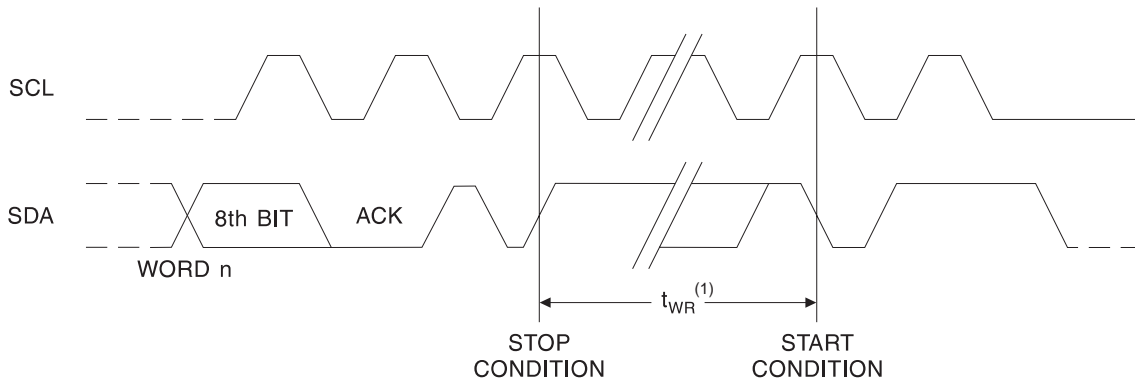 SCL
SDA
8th BIT
ACK
WORD n
tWR(1)
STOP
CONDITION
START
CONDITION